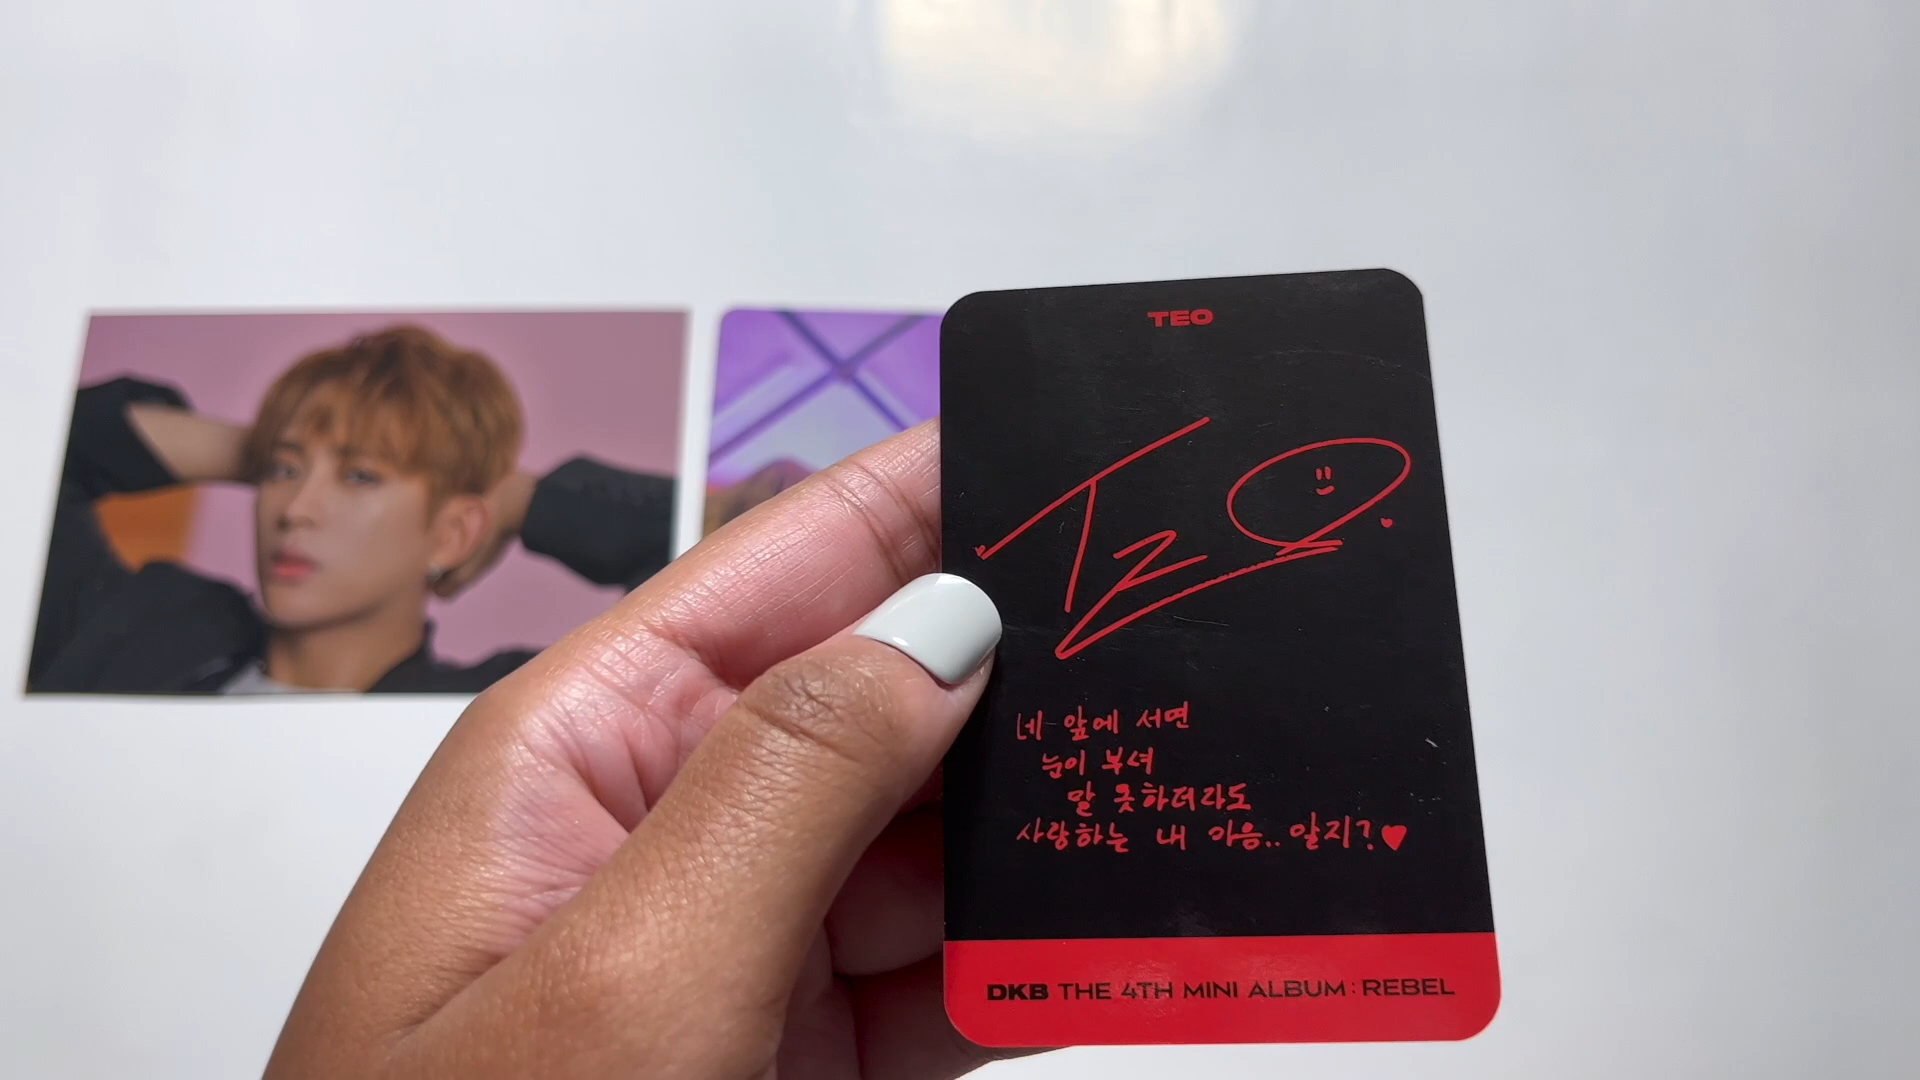 TEO
TEO
네 앞에 서면
눈이 부셔
말 못하더라도
사랑하는 내 마음.. 알지?♥
DKB THE 4TH MINI ALBUM : REBEL